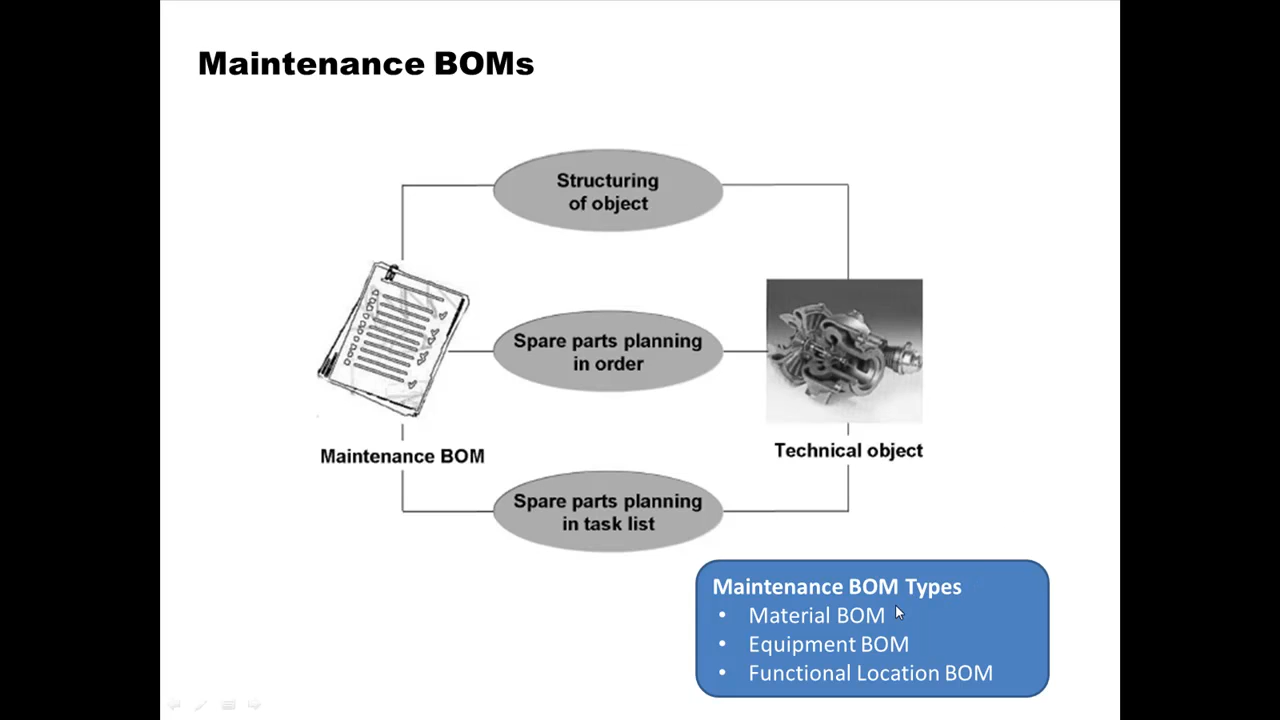 Maintenance BOMs
Structuring
of object
Spare parts planning
in order
Maintenance BOM
Technical object
Spare parts planning
in task list
Maintenance BOM Types
• Material BOM
• Equipment BOM
• Functional Location BOM